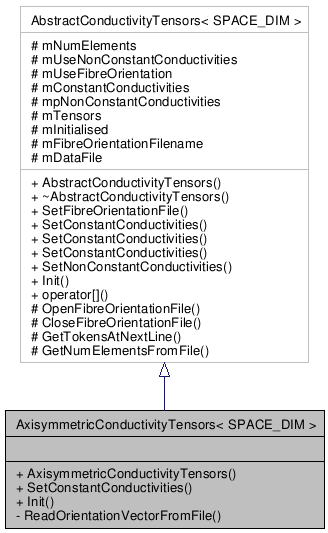 AbstractConductivityTensors< SPACE_DIM >
# mNumElements
# mUseNonConstantConductivities
# mUseFibreOrientation
# mConstantConductivities
# mpNonConstantConductivities
# mTensors
# mInitialised
# mFibreOrientationFilename
# mDataFile
+ AbstractConductivityTensors()
+ ~AbstractConductivityTensors()
+ SetFibreOrientationFile()
+ SetConstantConductivities()
+ SetConstantConductivities()
+ SetConstantConductivities()
+ SetNonConstantConductivities()
+ Init()
+ operator[]()
# OpenFibreOrientationFile()
# CloseFibreOrientationFile()
# GetTokensAtNextLine()
# GetNumElementsFromFile()
AxisymmetricConductivityTensors< SPACE_DIM >
+ AxisymmetricConductivityTensors()
+ SetConstantConductivities()
+ Init()
- ReadOrientationVectorFromFile()